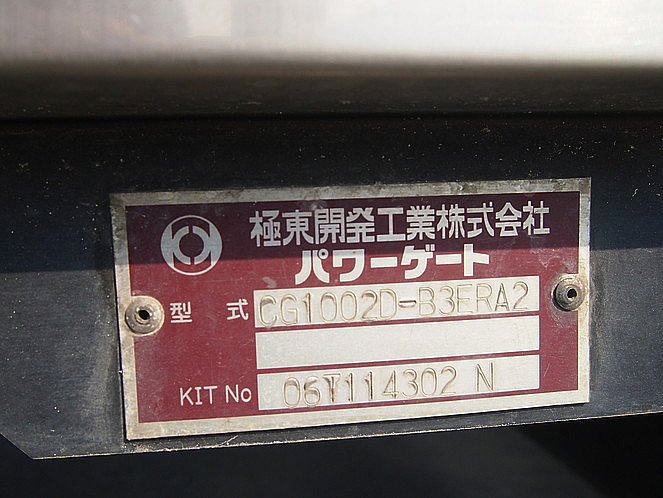 極東開発工業株式会社
パワーゲート
型式 CG1002D-B3ERA2
KIT No 06T114302 N